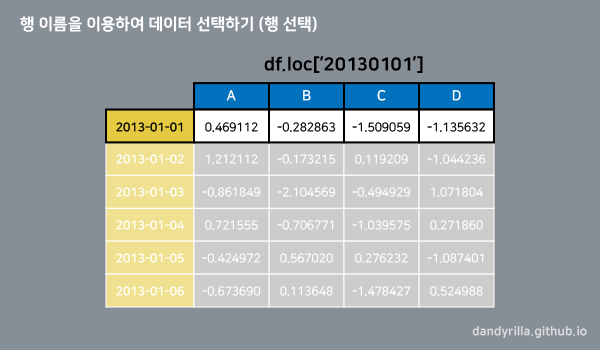 행 이름을 이용하여 데이터 선택하기 (행 선택)
df.loc['20130101']
A B C D
2013-01-01 0.469112 -0.282863 -1.509059 -1.135632
2013-01-02 1.212112 -0.173215 0.119209 -1.044236
2013-01-03 -0.861849 -2.104569 -0.494929 1.071804
2013-01-04 0.721555 -0.706771 -1.039575 0.271860
2013-01-05 -0.424972 0.567020 0.276232 -1.087401
2013-01-06 -0.673690 0.113648 -1.478427 0.524988
dandyrilla.github.io